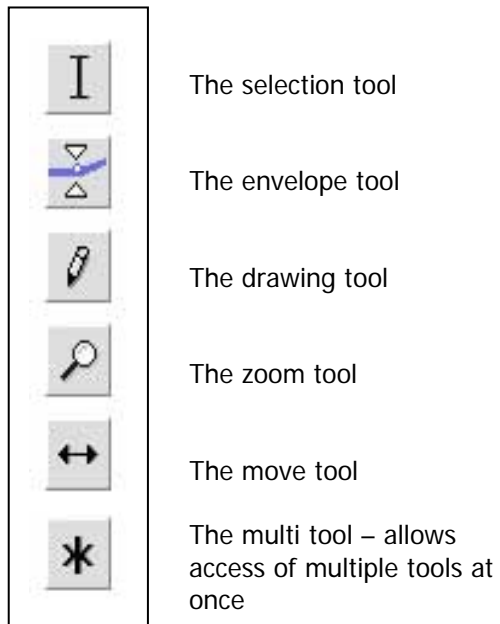 The selection tool
The envelope tool
The drawing tool
The zoom tool
The move tool
The multi tool – allows
access of multiple tools at
once